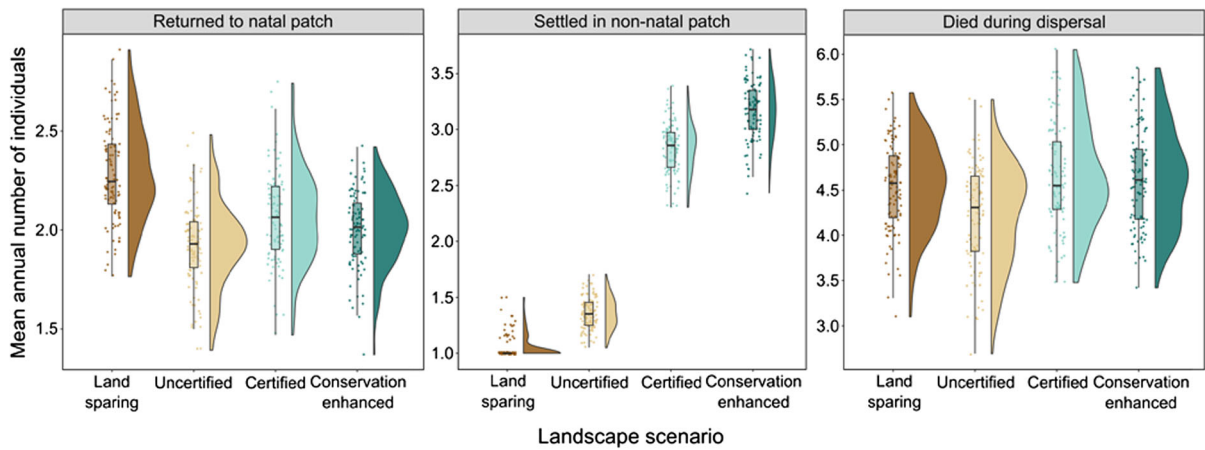 Returned to natal patch
Settled in non-natal patch
Died during dispersal
Mean annual number of individuals
2.5
2.0
1.5
3.5
3.0
2.5
2.0
1.5
1.0
6.0
5.5
5.0
4.5
4.0
3.5
3.0
Land
sparing
Uncertified
Certified
Conservation
enhanced
Land
sparing
Uncertified
Certified
Conservation
enhanced
Land
sparing
Uncertified
Certified
Conservation
enhanced
Landscape scenario